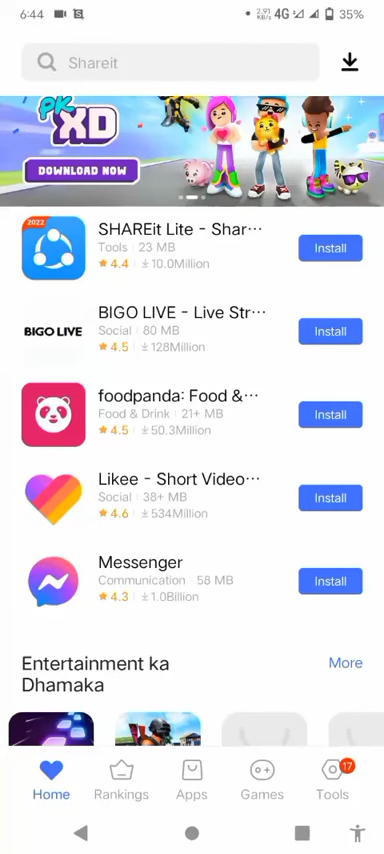 6:44
2.91 KB/s 4G 35%
Shareit
PK XD
DOWNLOAD NOW
2022
SHAREit Lite - Shar···
Tools | 23 MB
4.4 | 10.0Million
Install
BIGO LIVE
BIGO LIVE - Live Str···
Social | 80 MB
4.5 | 128Million
Install
foodpanda: Food &···
Food & Drink | 21+ MB
4.5 | 50.3Million
Install
Likee - Short Video···
Social | 38+ MB
4.6 | 534Million
Install
Messenger
Communication | 58 MB
4.3 | 1.0Billion
Install
Entertainment ka
Dhamaka
More
17
Home Rankings Apps Games Tools